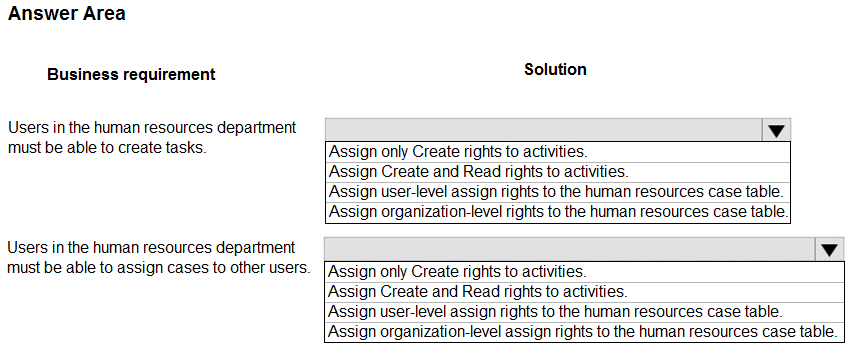 Answer Area
Business requirement
Solution
Users in the human resources department
must be able to create tasks.
Assign only Create rights to activities.
Assign Create and Read rights to activities.
Assign user-level assign rights to the human resources case table.
Assign organization-level rights to the human resources case table.
Users in the human resources department
must be able to assign cases to other users.
Assign only Create rights to activities.
Assign Create and Read rights to activities.
Assign user-level assign rights to the human resources case table.
Assign organization-level assign rights to the human resources case table.